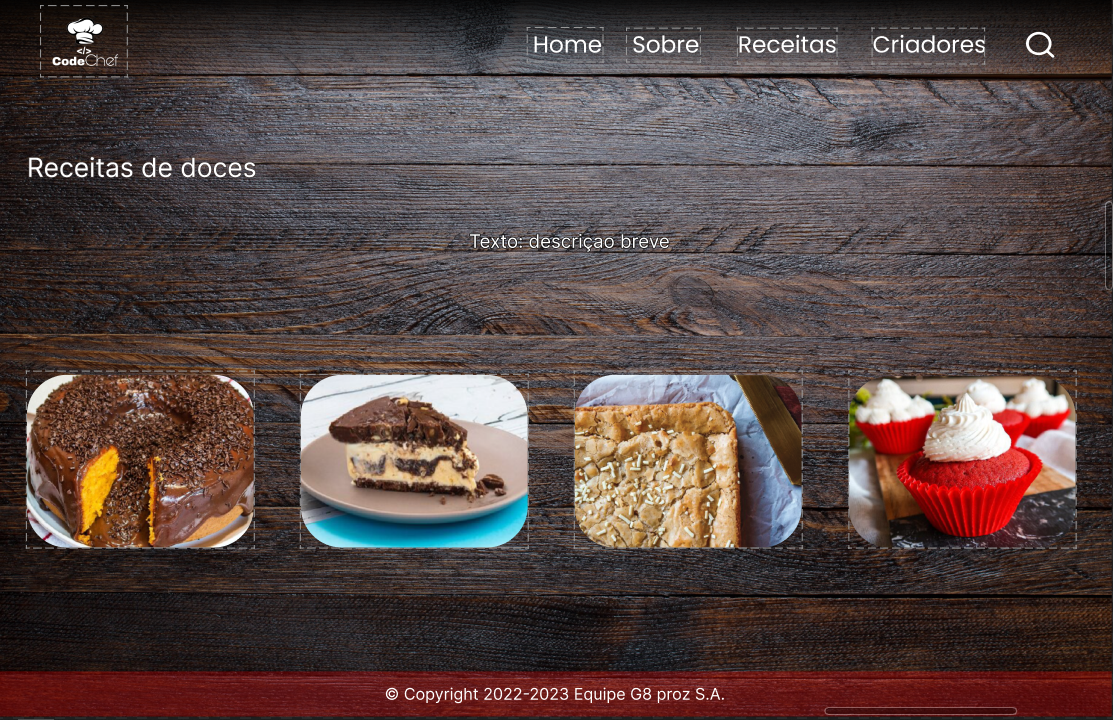 </>
CodeChef
Home Sobre Receitas Criadores
Receitas de doces
Texto: descriçao breve
© Copyright 2022-2023 Equipe G8 proz S.A.